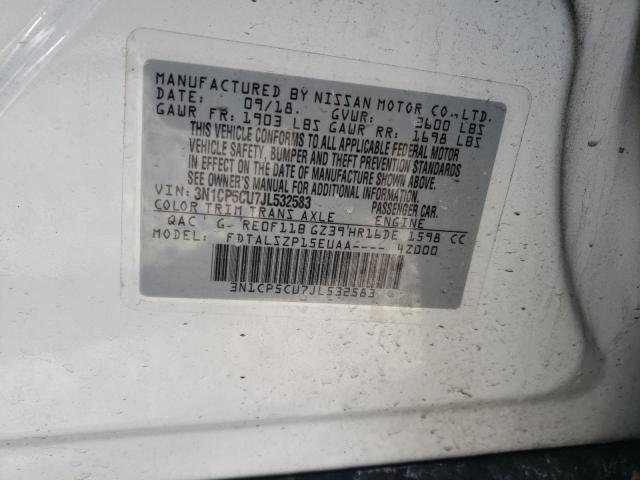 MANUFACTURED BY NISSAN MOTOR CO., LTD.
DATE: 09/18. GVWR: 3600 LBS
GAWR FR: 1903 LBS GAWR RR: 1698 LBS
THIS VEHICLE CONFORMS TO ALL APPLICABLE FEDERAL MOTOR
VEHICLE SAFETY, BUMPER AND THEFT PREVENTION STANDARDS
IN EFFECT ON THE DATE OF MANUFACTURE SHOWN ABOVE.
SEE OWNER'S MANUAL FOR ADDITIONAL INFORMATION.
VIN: 3N1CP5CU7JL532583 PASSENGER CAR.
COLOR TRIM TRANS AXLE ENGINE
QAC G- RE0F11B GZ39 HR16DE 1598 CC
MODEL: FDTALSZP15EUAA---- 4Z000
3N1CP5CU7JL532583